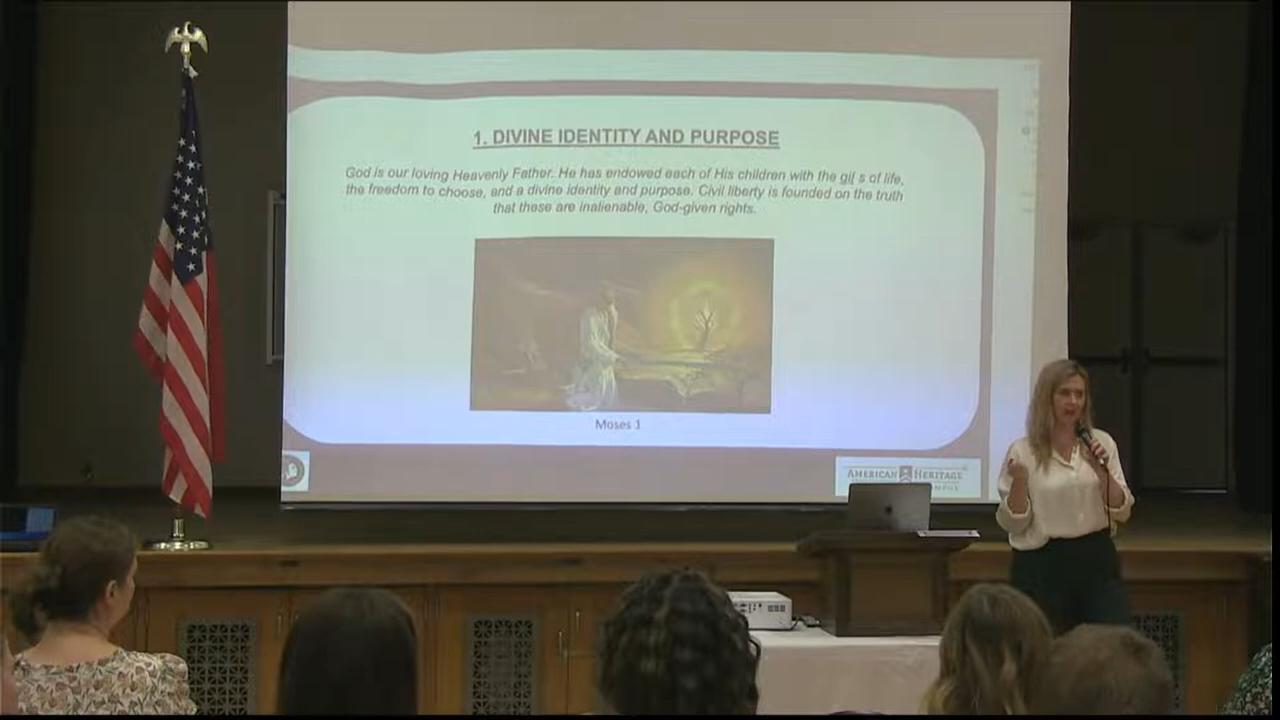 1. DIVINE IDENTITY AND PURPOSE
God is our loving Heavenly Father. He has endowed each of His children with the gif s of life,
the freedom to choose, and a divine identity and purpose. Civil liberty is founded on the truth
that these are inalienable, God-given rights.
Moses 1
AMERICAN HERITAGE